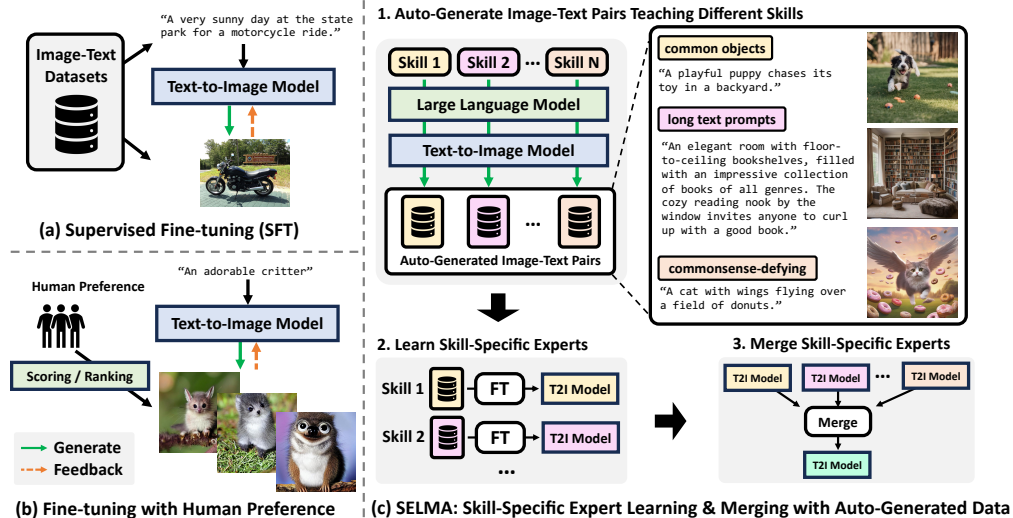 "A very sunny day at the state
park for a motorcycle ride."
Image-Text
Datasets
Text-to-Image Model
(a) Supervised Fine-tuning (SFT)
"An adorable critter"
Human Preference
Text-to-Image Model
Scoring / Ranking
Generate
Feedback
(b) Fine-tuning with Human Preference
1. Auto-Generate Image-Text Pairs Teaching Different Skills
Skill 1
Skill 2
...
Skill N
Large Language Model
Text-to-Image Model
...
Auto-Generated Image-Text Pairs
common objects
"A playful puppy chases its
toy in a backyard."
long text prompts
"An elegant room with floor-
to-ceiling bookshelves, filled
with an impressive collection
of books of all genres. The
cozy reading nook by the
window invites anyone to curl
up with a good book."
commonsense-defying
"A cat with wings flying over
a field of donuts."
2. Learn Skill-Specific Experts
Skill 1
FT
T2I Model
Skill 2
FT
T2I Model
...
3. Merge Skill-Specific Experts
T2I Model
T2I Model
...
T2I Model
Merge
T2I Model
(c) SELMA: Skill-Specific Expert Learning & Merging with Auto-Generated Data